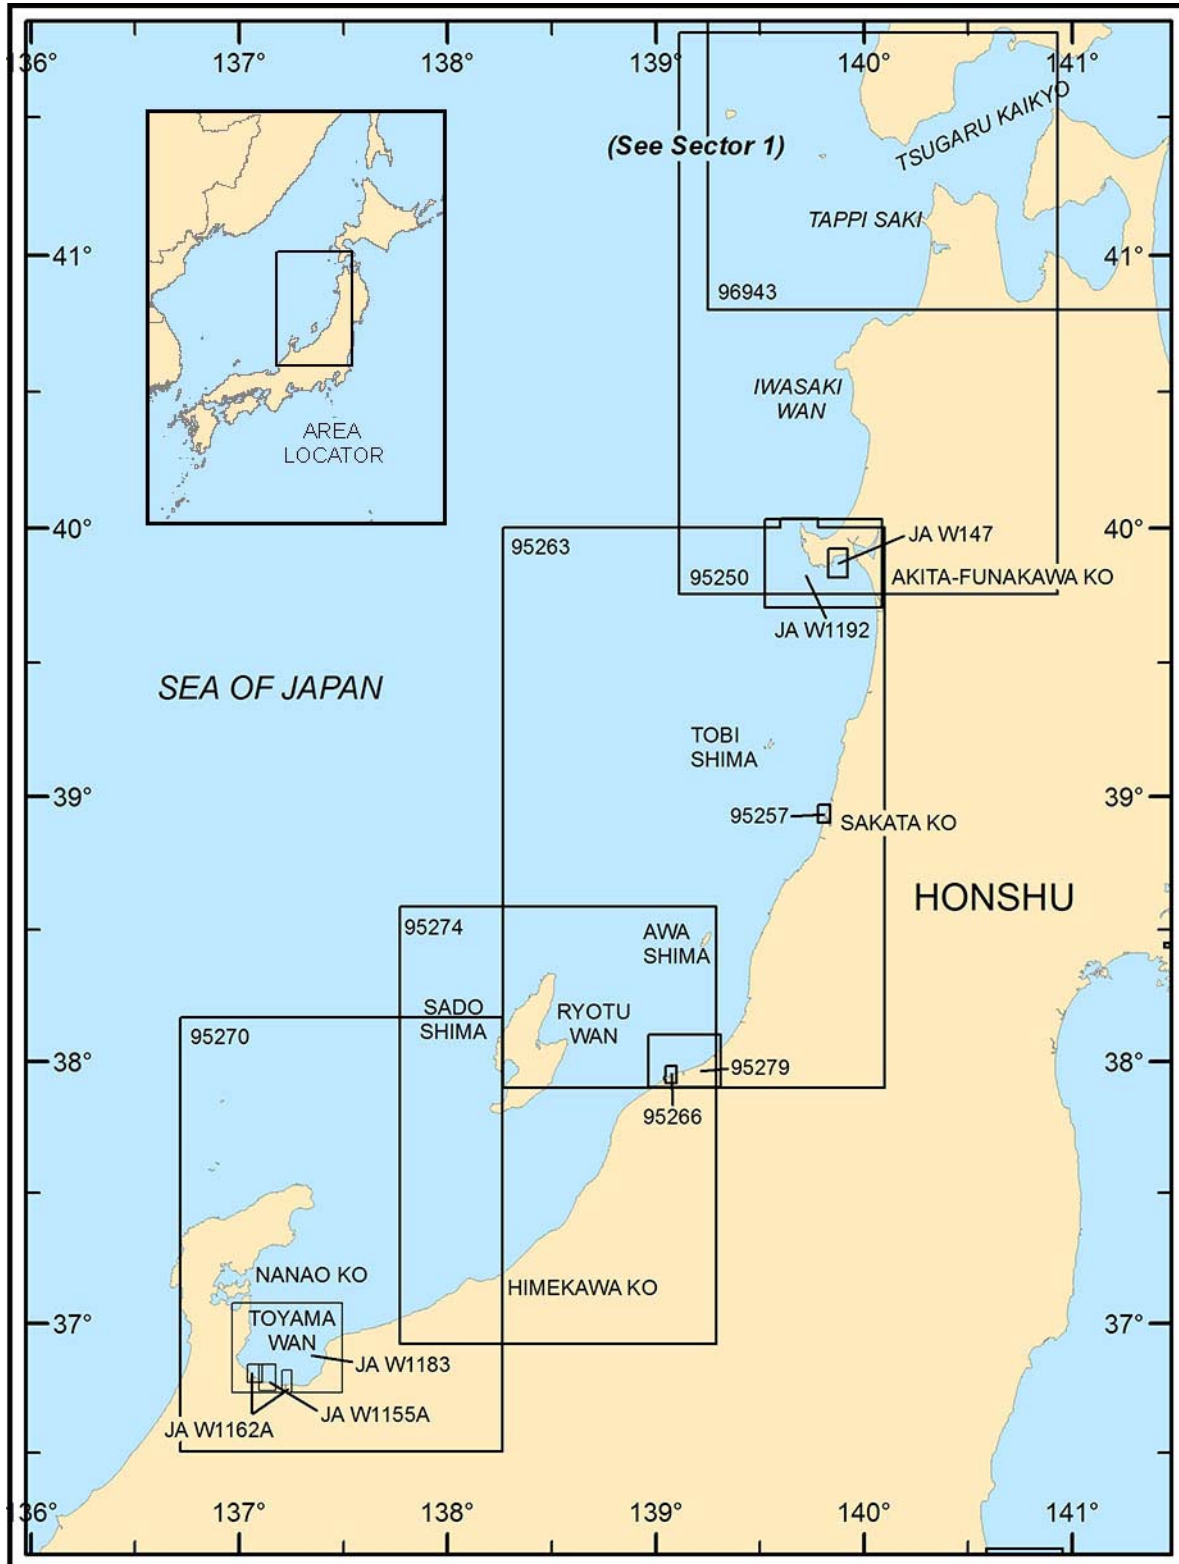 136°
137°
138°
139°
140°
141°
(See Sector 1)
TSUGARU KAIKYO
TAPPI SAKI
41°
41°
96943
IWASAKI
WAN
AREA
LOCATOR
40°
40°
95263
JA W147
95250
AKITA-FUNAKAWA KO
JA W1192
SEA OF JAPAN
TOBI
SHIMA
39°
39°
95257
SAKATA KO
HONSHU
95274
AWA
SHIMA
SADO
SHIMA
RYOTU
WAN
95270
38°
38°
95279
95266
NANAO KO
HIMEKAWA KO
37°
37°
TOYAMA
WAN
JA W1183
JA W1155A
JA W1162A
136°
137°
138°
139°
140°
141°